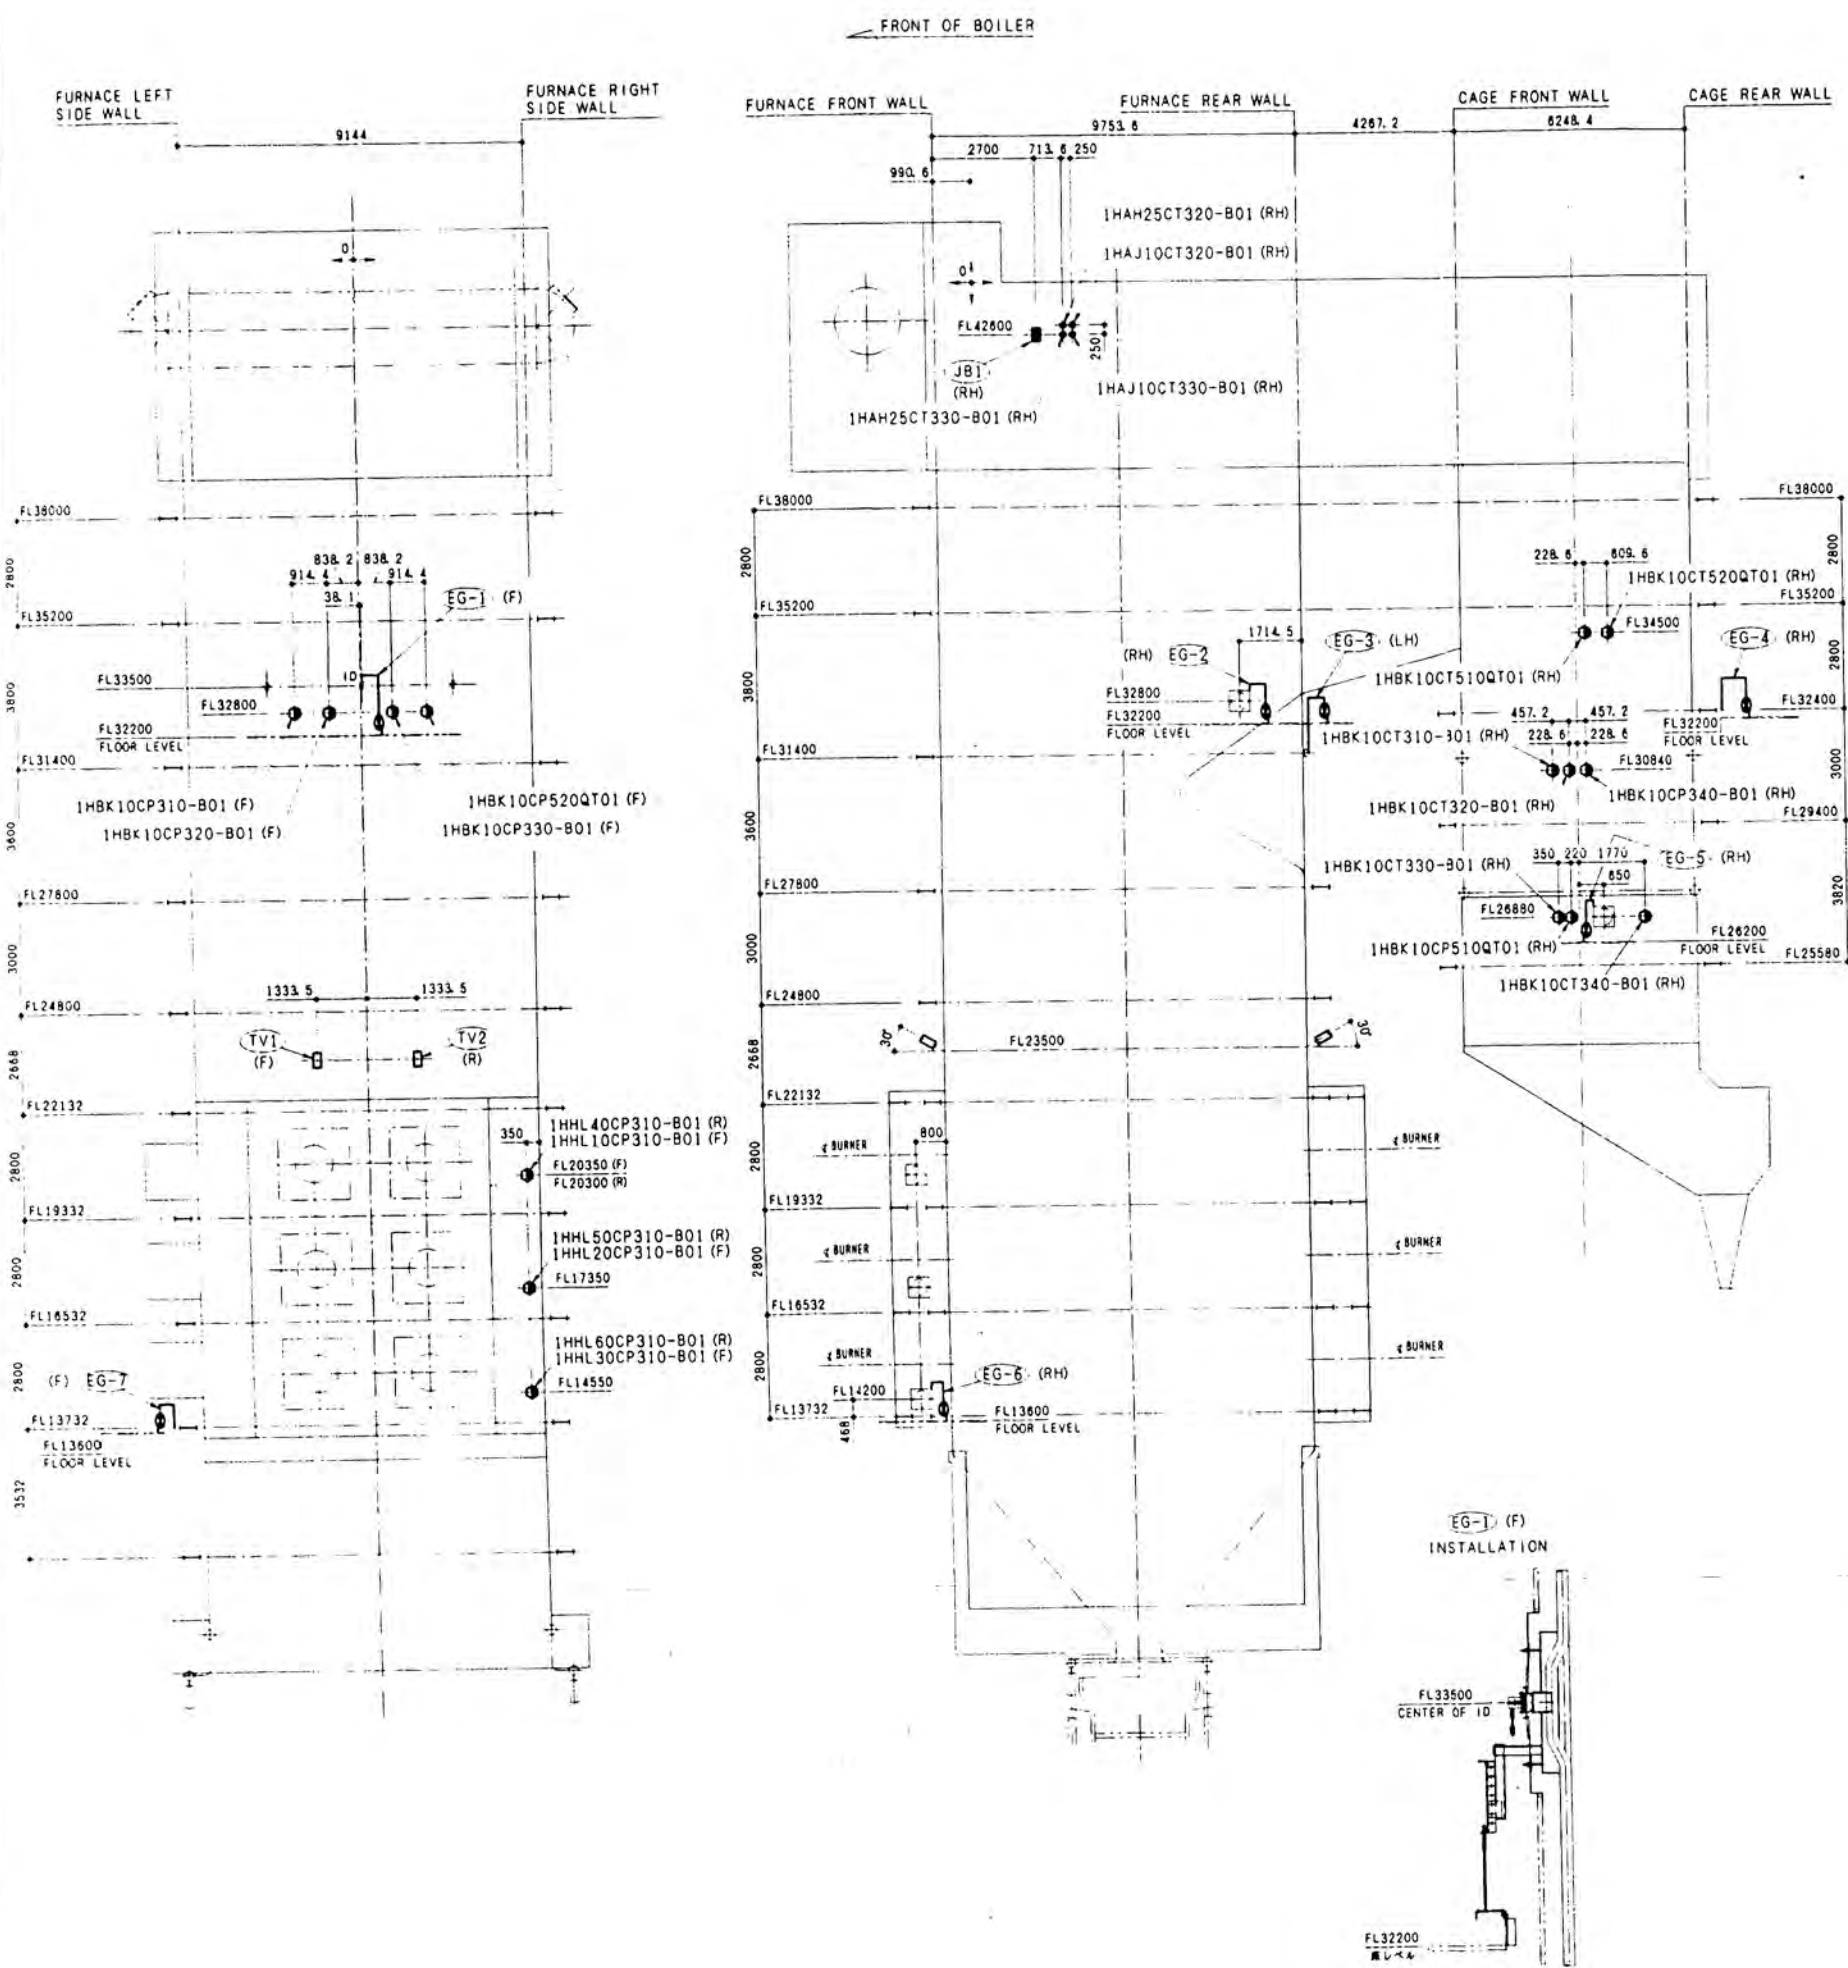 FRONT OF BOILER
FURNACE LEFT
SIDE WALL
FURNACE RIGHT
SIDE WALL
9144
0
FL38000
2800
838.2 838.2
914.4 914.4
38.1
EG-1 (F)
FL35200
3800
FL33500
ID
FL32800
FL32200
FLOOR LEVEL
FL31400
1HBK10CP310-B01 (F)
1HBK10CP320-B01 (F)
1HBK10CP520QT01 (F)
1HBK10CP330-B01 (F)
3600
FL27800
3000
1333.5 1333.5
FL24800
TV1
(F)
TV2
(R)
2668
FL22132
350
1HHL40CP310-B01 (R)
1HHL10CP310-B01 (F)
FL20350 (F)
FL20300 (R)
2800
FL19332
1HHL50CP310-B01 (R)
1HHL20CP310-B01 (F)
FL17350
2800
FL16532
1HHL60CP310-B01 (R)
1HHL30CP310-B01 (F)
FL14550
2800
(F) EG-7
FL13732
FL13600
FLOOR LEVEL
3532
FURNACE FRONT WALL
FURNACE REAR WALL
CAGE FRONT WALL
CAGE REAR WALL
9753.6
4267.2
6248.4
2700 713.6 250
990.6
1HAH25CT320-B01 (RH)
1HAJ10CT320-B01 (RH)
0
FL42600
250
JB1
(RH)
1HAJ10CT330-B01 (RH)
1HAH25CT330-B01 (RH)
FL38000
FL38000
2800
2800
228.6 609.6
1HBK10CT520QT01 (RH)
FL35200
FL35200
FL34500
1714.5
EG-3 (LH)
(RH) EG-2
EG-4 (RH)
2800
3800
1HBK10CT510QT01 (RH)
FL32800
FL32200
FLOOR LEVEL
FL32400
457.2 457.2
FL32200
FLOOR LEVEL
1HBK10CT310-B01 (RH)
228.6 228.6
FL31400
FL30840
3000
1HBK10CP340-B01 (RH)
1HBK10CT320-B01 (RH)
FL29400
3600
1HBK10CT330-B01 (RH)
350 220 1770
EG-5 (RH)
650
FL27800
3820
FL26880
1HBK10CP510QT01 (RH)
FL26200
FLOOR LEVEL
FL25580
1HBK10CT340-B01 (RH)
3000
FL24800
30°
FL23500
30°
2668
FL22132
800
℄ BURNER
℄ BURNER
2800
FL19332
℄ BURNER
℄ BURNER
2800
FL16532
℄ BURNER
℄ BURNER
2800
EG-6 (RH)
FL14200
FL13732
468
FL13600
FLOOR LEVEL
EG-1 (F)
INSTALLATION
FL33500
CENTER OF ID
FL32200
床レベル